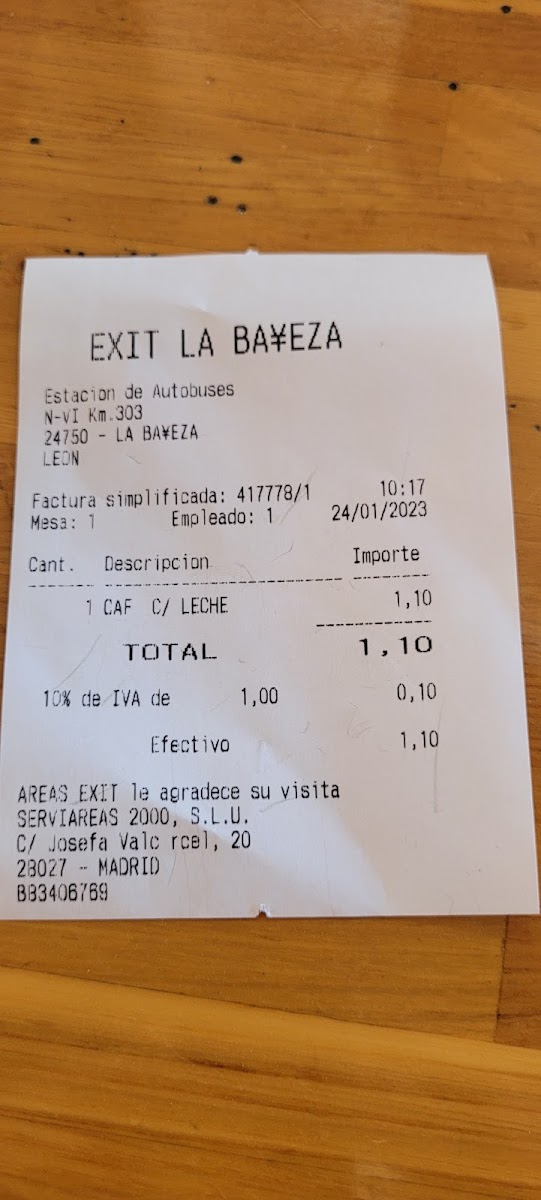 EXIT LA BA¥EZA
Estacion de Autobuses
N-VI Km.303
24750 - LA BA¥EZA
LEON
Factura simplificada: 417778/1 10:17
Mesa: 1 Empleado: 1 24/01/2023
Cant. Descripcion Importe
1 CAF C/ LECHE 1,10
TOTAL 1,10
10% de IVA de 1,00 0,10
Efectivo 1,10
AREAS EXIT le agradece su visita
SERVIAREAS 2000, S.L.U.
C/ Josefa Valc rcel, 20
28027 - MADRID
B83406769